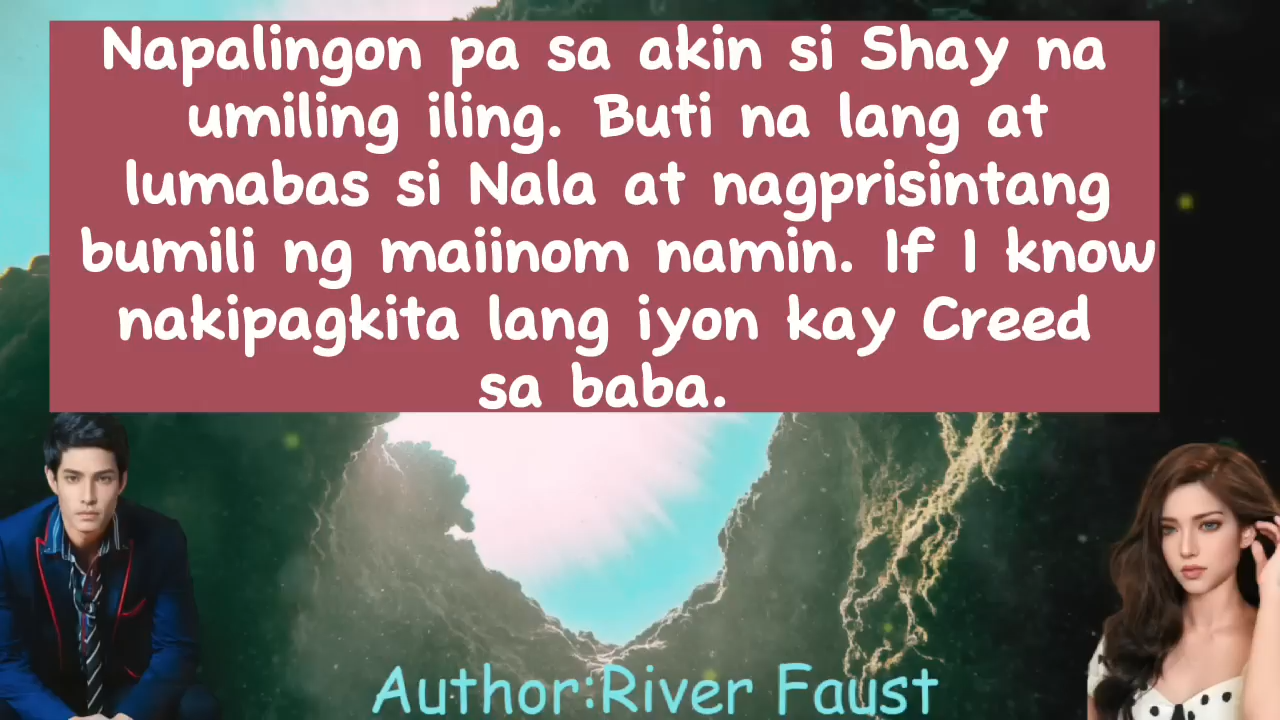 Napalingon pa sa akin si Shay na
umiling iling. Buti na lang at
lumabas si Nala at nagprisintang
bumili ng maiinom namin. If I know
nakipagkita lang iyon kay Creed
sa baba.
Author:River Faust